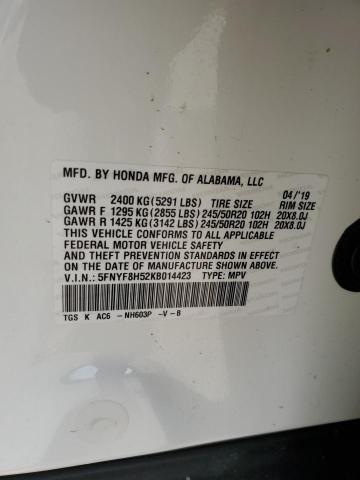 MFD. BY HONDA MFG. OF ALABAMA, LLC
GVWR 2400 KG(5291 LBS) TIRE SIZE 04/'19 RIM SIZE
GAWR F 1295 KG(2855 LBS) 245/50R20 102H 20X8.0J
GAWR R 1425 KG(3142 LBS) 245/50R20 102H 20X8.0J
THIS VEHICLE CONFORMS TO ALL APPLICABLE
FEDERAL MOTOR VEHICLE SAFETY
AND THEFT PREVENTION STANDARDS IN EFFECT ON
THE DATE OF MANUFACTURE SHOWN ABOVE.
V.I.N.: 5FNYF8H52KB014423 TYPE: MPV
TGS K AC6 -NH603P -V-B